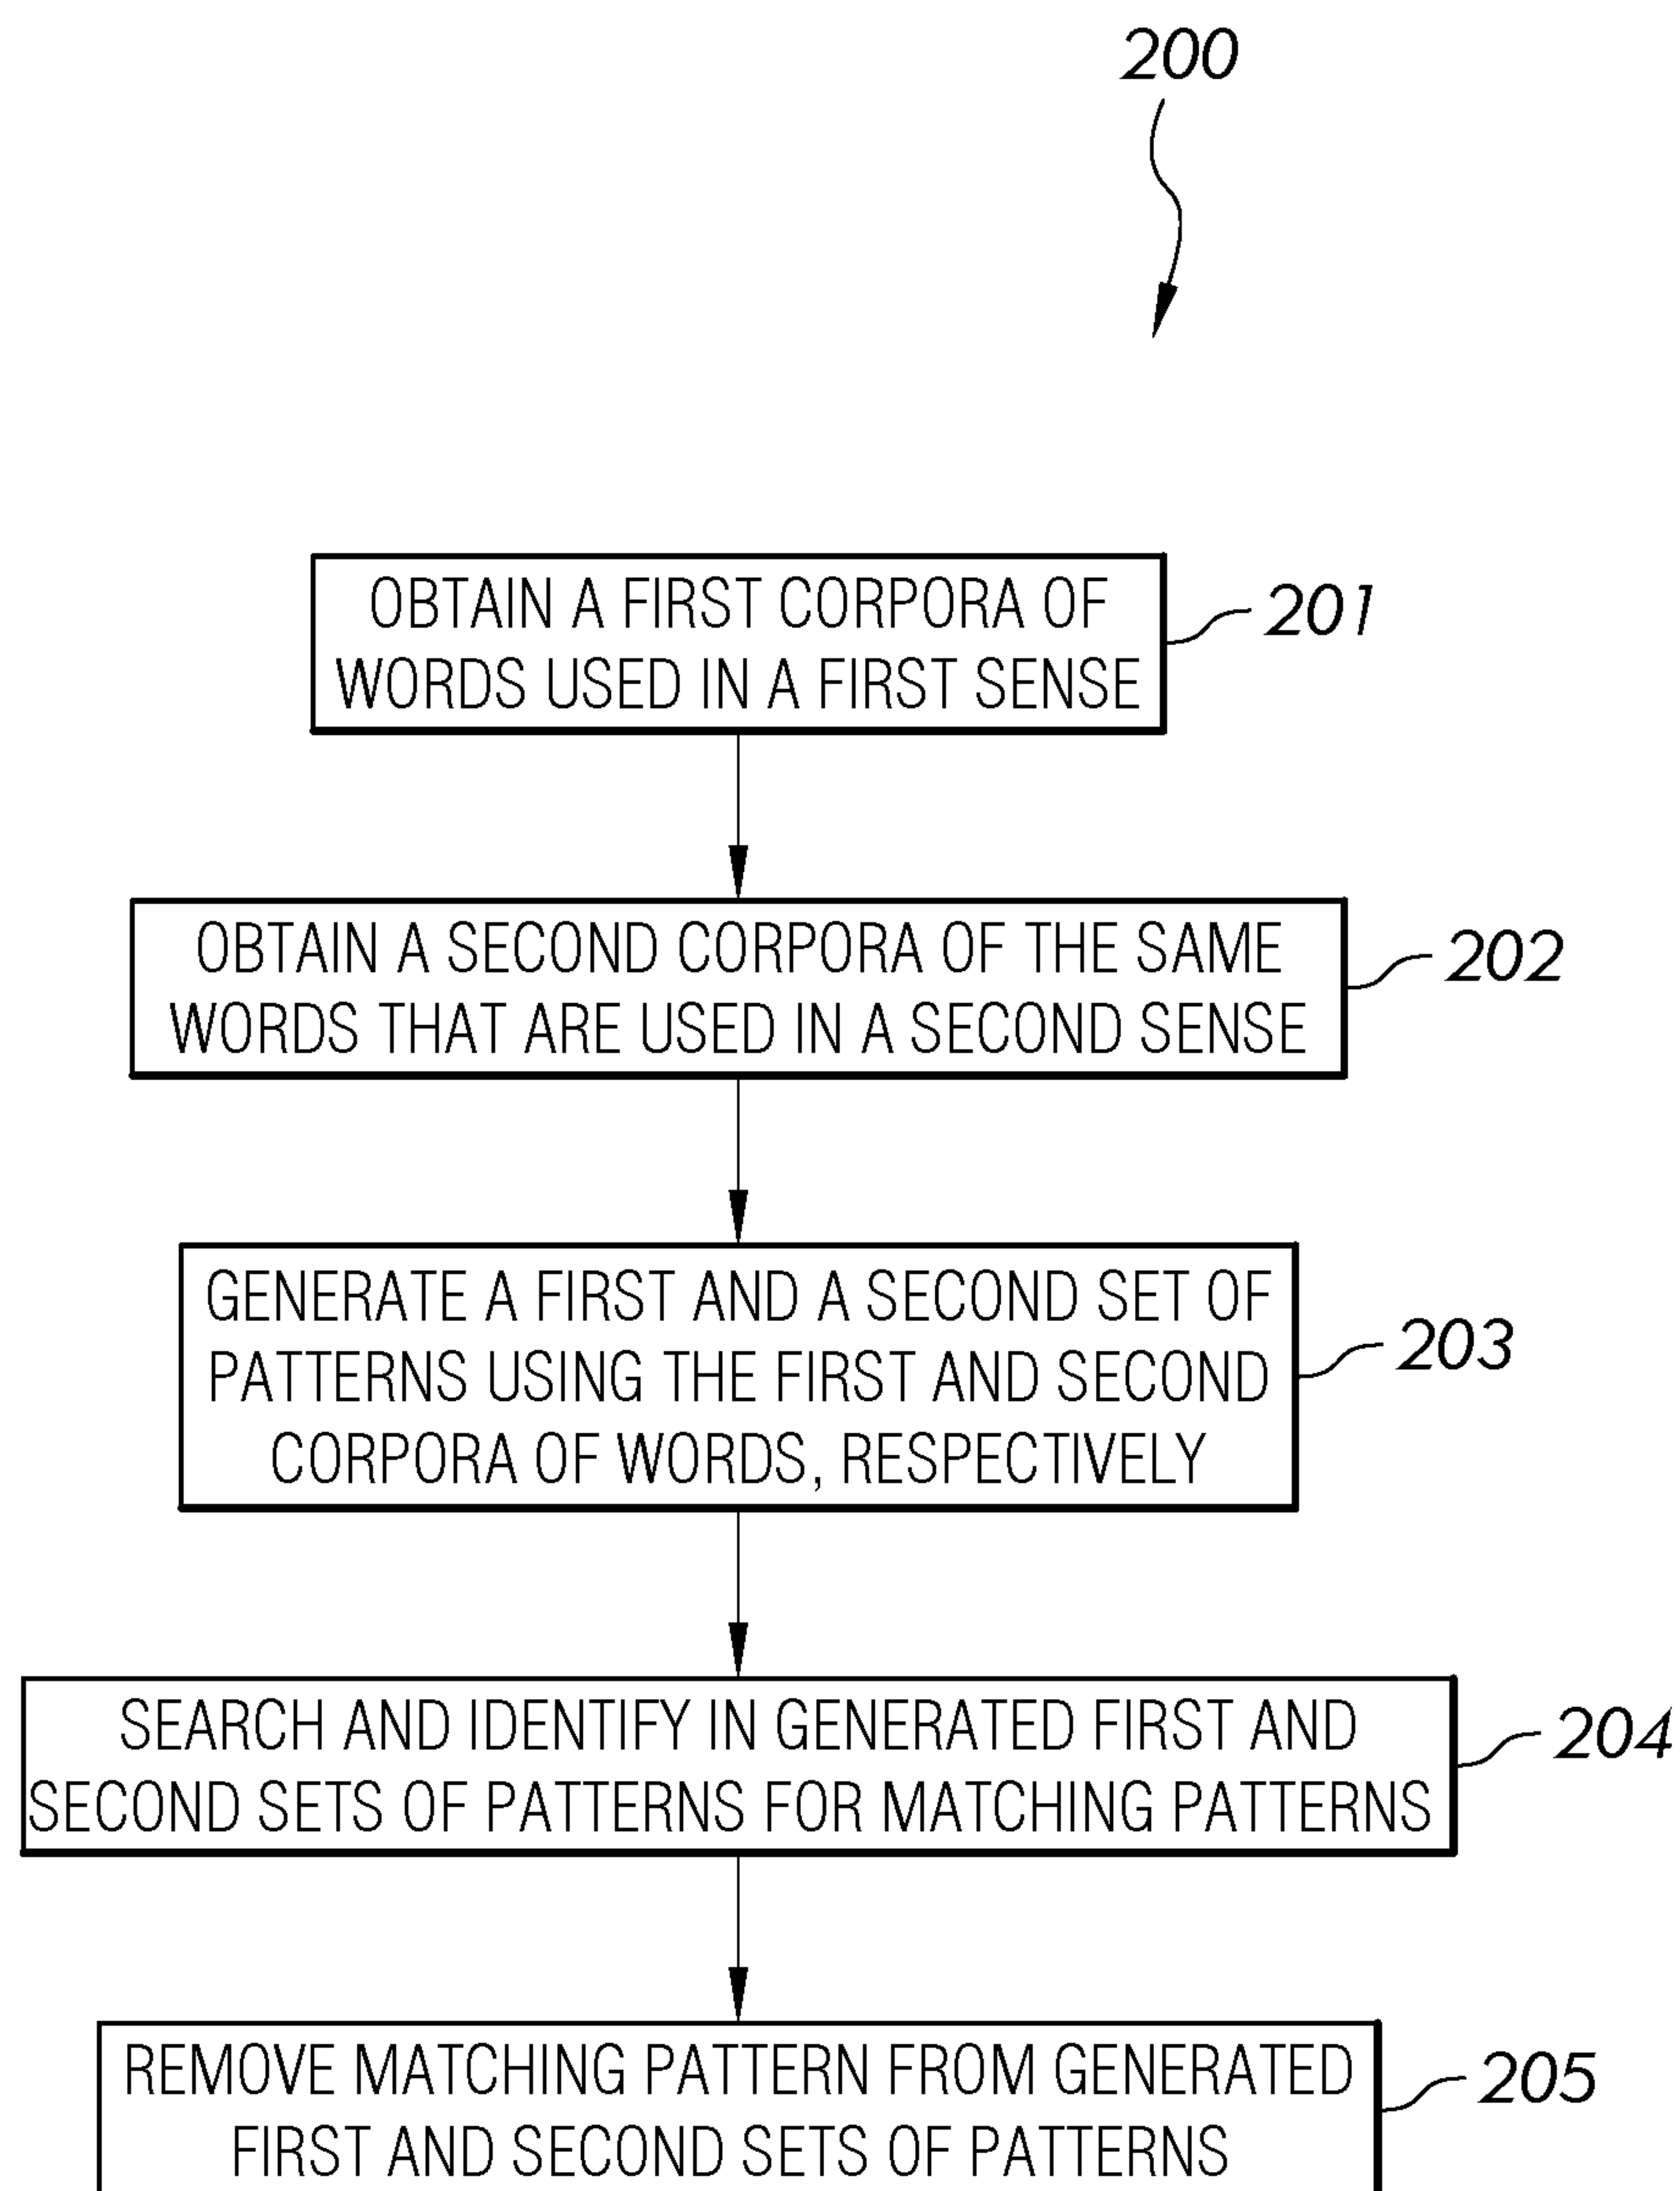 200
OBTAIN A FIRST CORPORA OF
WORDS USED IN A FIRST SENSE
201
OBTAIN A SECOND CORPORA OF THE SAME
WORDS THAT ARE USED IN A SECOND SENSE
202
GENERATE A FIRST AND A SECOND SET OF
PATTERNS USING THE FIRST AND SECOND
CORPORA OF WORDS, RESPECTIVELY
203
SEARCH AND IDENTIFY IN GENERATED FIRST AND
SECOND SETS OF PATTERNS FOR MATCHING PATTERNS
204
REMOVE MATCHING PATTERN FROM GENERATED
FIRST AND SECOND SETS OF PATTERNS
205